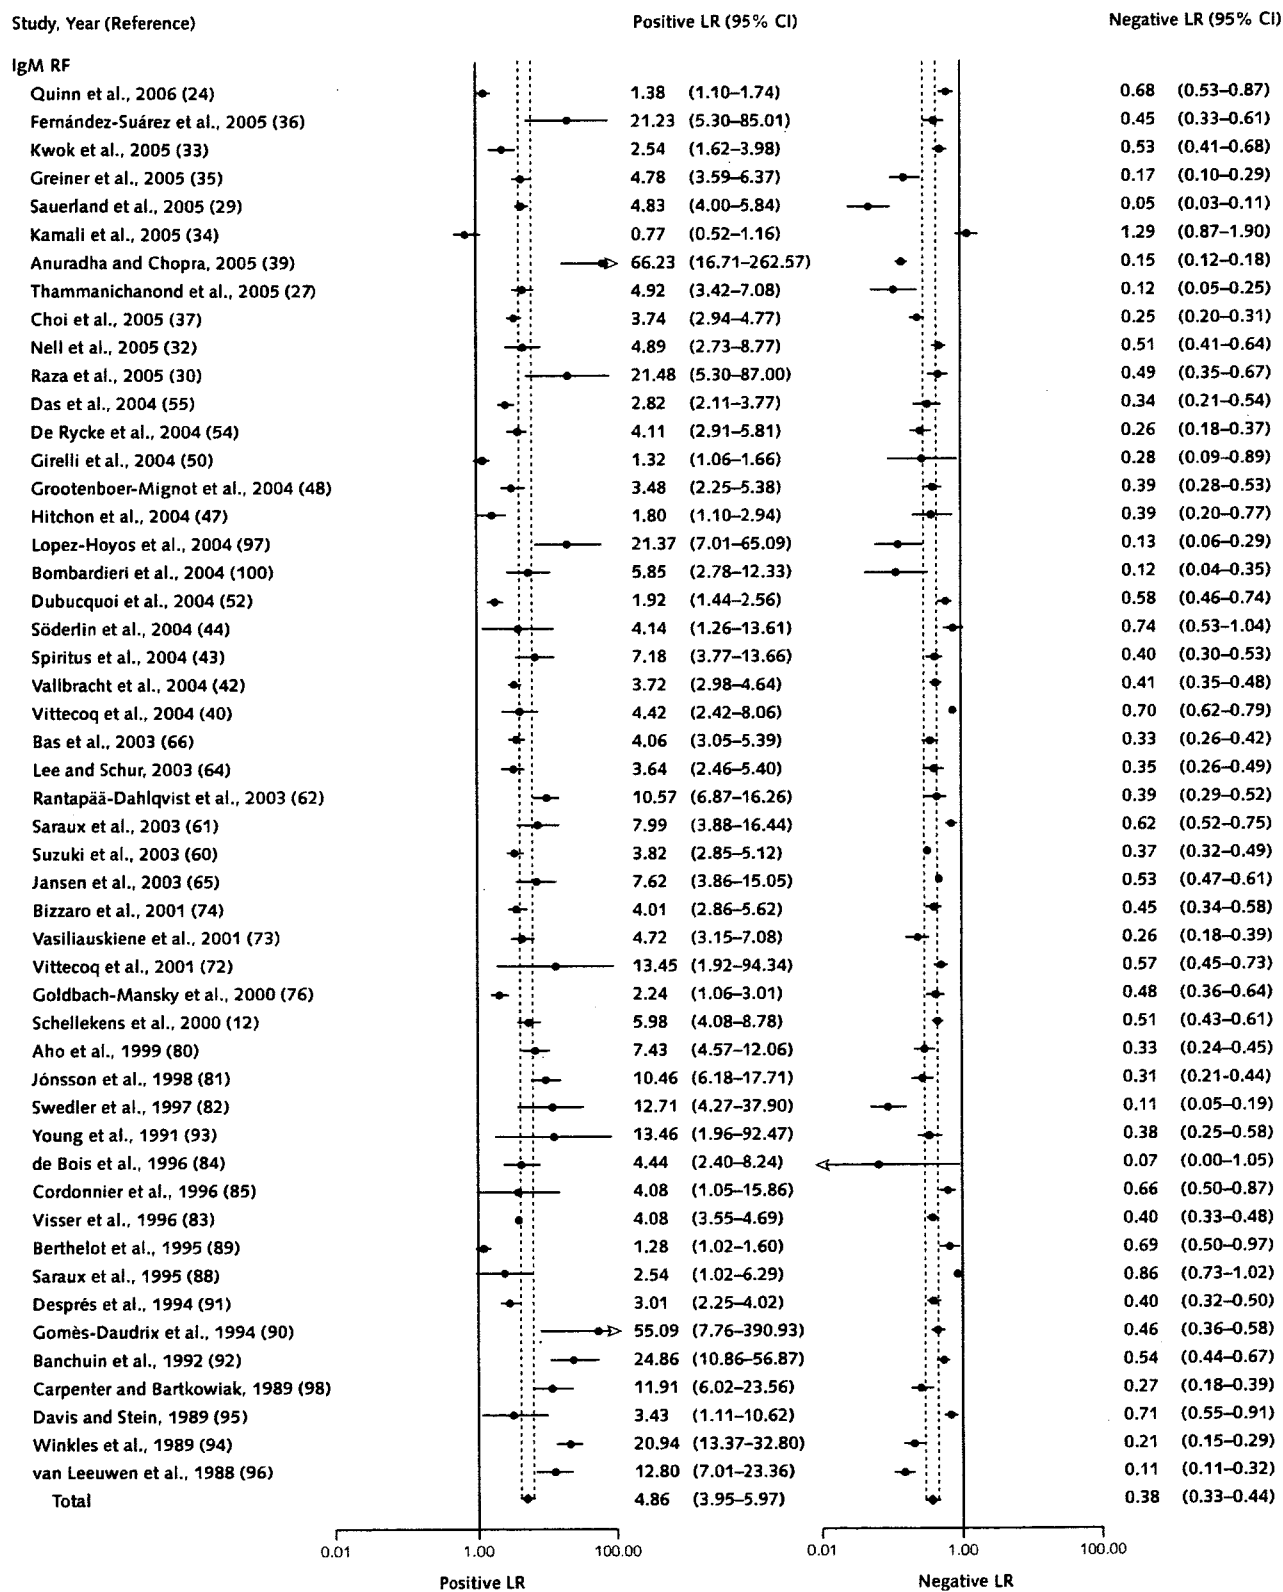 Study, Year (Reference) Positive LR (95% CI) Negative LR (95% CI)
IgM RF
Quinn et al., 2006 (24) 1.38 (1.10–1.74) 0.68 (0.53–0.87)
Fernández-Suárez et al., 2005 (36) 21.23 (5.30–85.01) 0.45 (0.33–0.61)
Kwok et al., 2005 (33) 2.54 (1.62–3.98) 0.53 (0.41–0.68)
Greiner et al., 2005 (35) 4.78 (3.59–6.37) 0.17 (0.10–0.29)
Sauerland et al., 2005 (29) 4.83 (4.00–5.84) 0.05 (0.03–0.11)
Kamali et al., 2005 (34) 0.77 (0.52–1.16) 1.29 (0.87–1.90)
Anuradha and Chopra, 2005 (39) 66.23 (16.71–262.57) 0.15 (0.12–0.18)
Thammanichanond et al., 2005 (27) 4.92 (3.42–7.08) 0.12 (0.05–0.25)
Choi et al., 2005 (37) 3.74 (2.94–4.77) 0.25 (0.20–0.31)
Nell et al., 2005 (32) 4.89 (2.73–8.77) 0.51 (0.41–0.64)
Raza et al., 2005 (30) 21.48 (5.30–87.00) 0.49 (0.35–0.67)
Das et al., 2004 (55) 2.82 (2.11–3.77) 0.34 (0.21–0.54)
De Rycke et al., 2004 (54) 4.11 (2.91–5.81) 0.26 (0.18–0.37)
Girelli et al., 2004 (50) 1.32 (1.06–1.66) 0.28 (0.09–0.89)
Grootenboer-Mignot et al., 2004 (48) 3.48 (2.25–5.38) 0.39 (0.28–0.53)
Hitchon et al., 2004 (47) 1.80 (1.10–2.94) 0.39 (0.20–0.77)
Lopez-Hoyos et al., 2004 (97) 21.37 (7.01–65.09) 0.13 (0.06–0.29)
Bombardieri et al., 2004 (100) 5.85 (2.78–12.33) 0.12 (0.04–0.35)
Dubucquoi et al., 2004 (52) 1.92 (1.44–2.56) 0.58 (0.46–0.74)
Söderlin et al., 2004 (44) 4.14 (1.26–13.61) 0.74 (0.53–1.04)
Spiritus et al., 2004 (43) 7.18 (3.77–13.66) 0.40 (0.30–0.53)
Vallbracht et al., 2004 (42) 3.72 (2.98–4.64) 0.41 (0.35–0.48)
Vittecoq et al., 2004 (40) 4.42 (2.42–8.06) 0.70 (0.62–0.79)
Bas et al., 2003 (66) 4.06 (3.05–5.39) 0.33 (0.26–0.42)
Lee and Schur, 2003 (64) 3.64 (2.46–5.40) 0.35 (0.26–0.49)
Rantapää-Dahlqvist et al., 2003 (62) 10.57 (6.87–16.26) 0.39 (0.29–0.52)
Saraux et al., 2003 (61) 7.99 (3.88–16.44) 0.62 (0.52–0.75)
Suzuki et al., 2003 (60) 3.82 (2.85–5.12) 0.37 (0.32–0.49)
Jansen et al., 2003 (65) 7.62 (3.86–15.05) 0.53 (0.47–0.61)
Bizzaro et al., 2001 (74) 4.01 (2.86–5.62) 0.45 (0.34–0.58)
Vasiliauskiene et al., 2001 (73) 4.72 (3.15–7.08) 0.26 (0.18–0.39)
Vittecoq et al., 2001 (72) 13.45 (1.92–94.34) 0.57 (0.45–0.73)
Goldbach-Mansky et al., 2000 (76) 2.24 (1.06–3.01) 0.48 (0.36–0.64)
Schellekens et al., 2000 (12) 5.98 (4.08–8.78) 0.51 (0.43–0.61)
Aho et al., 1999 (80) 7.43 (4.57–12.06) 0.33 (0.24–0.45)
Jónsson et al., 1998 (81) 10.46 (6.18–17.71) 0.31 (0.21-0.44)
Swedler et al., 1997 (82) 12.71 (4.27–37.90) 0.11 (0.05–0.19)
Young et al., 1991 (93) 13.46 (1.96–92.47) 0.38 (0.25–0.58)
de Bois et al., 1996 (84) 4.44 (2.40–8.24) 0.07 (0.00–1.05)
Cordonnier et al., 1996 (85) 4.08 (1.05–15.86) 0.66 (0.50–0.87)
Visser et al., 1996 (83) 4.08 (3.55–4.69) 0.40 (0.33–0.48)
Berthelot et al., 1995 (89) 1.28 (1.02–1.60) 0.69 (0.50–0.97)
Saraux et al., 1995 (88) 2.54 (1.02–6.29) 0.86 (0.73–1.02)
Després et al., 1994 (91) 3.01 (2.25–4.02) 0.40 (0.32–0.50)
Gomès-Daudrix et al., 1994 (90) 55.09 (7.76–390.93) 0.46 (0.36–0.58)
Banchuin et al., 1992 (92) 24.86 (10.86–56.87) 0.54 (0.44–0.67)
Carpenter and Bartkowiak, 1989 (98) 11.91 (6.02–23.56) 0.27 (0.18–0.39)
Davis and Stein, 1989 (95) 3.43 (1.11–10.62) 0.71 (0.55–0.91)
Winkles et al., 1989 (94) 20.94 (13.37–32.80) 0.21 (0.15–0.29)
van Leeuwen et al., 1988 (96) 12.80 (7.01–23.36) 0.11 (0.11–0.32)
Total 4.86 (3.95–5.97) 0.38 (0.33–0.44)
0.01 1.00 100.00 0.01 1.00 100.00
Positive LR Negative LR